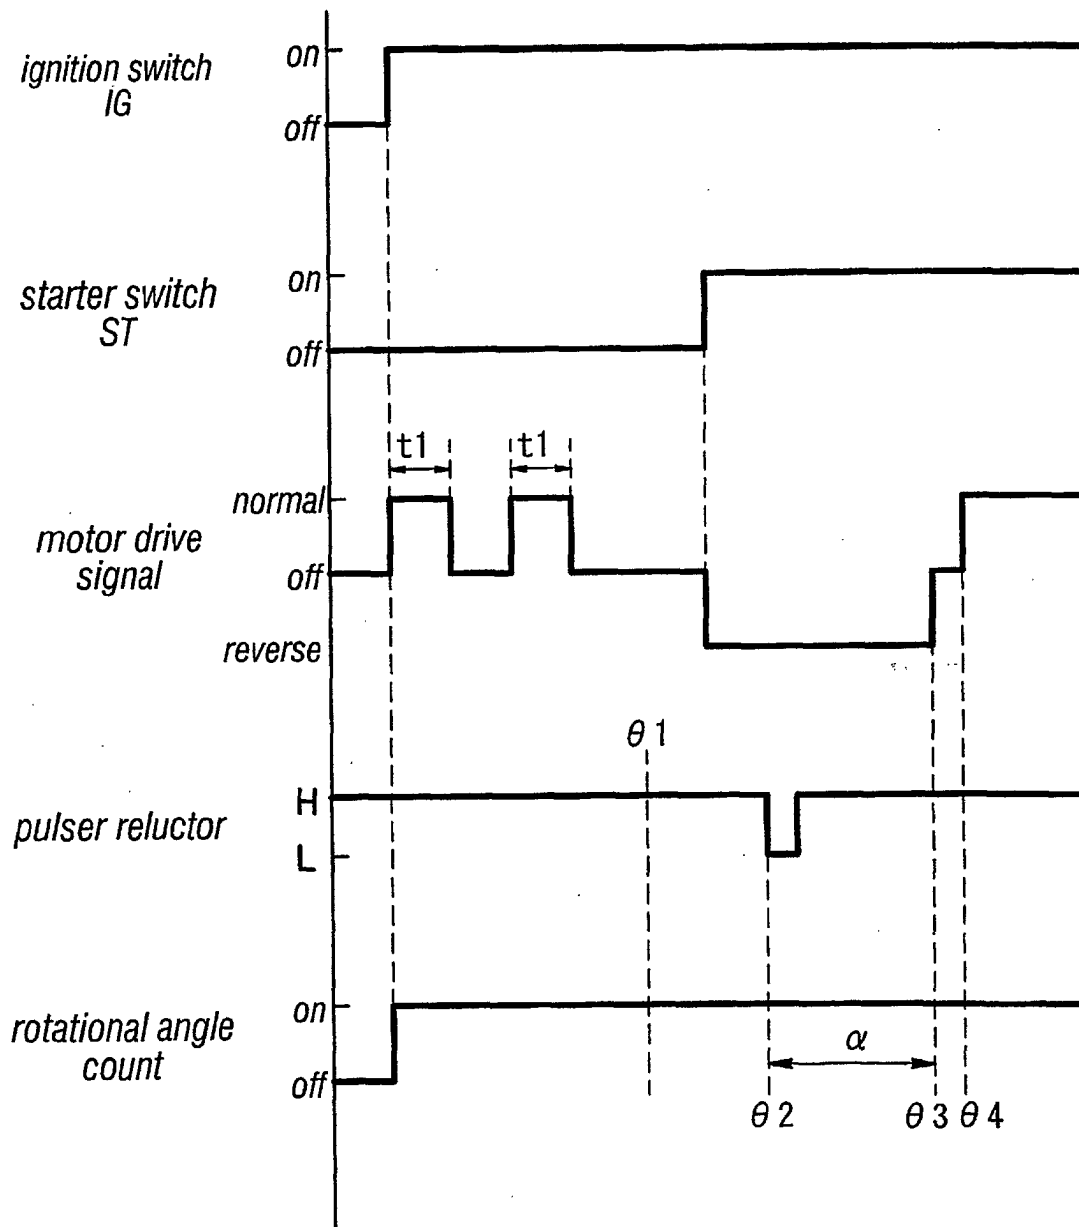 ignition switch
IG
on
off
starter switch
ST
on
off
motor drive
signal
normal
off
reverse
t1
t1
pulser reluctor
H
L
θ1
rotational angle
count
on
off
α
θ2
θ3
θ4